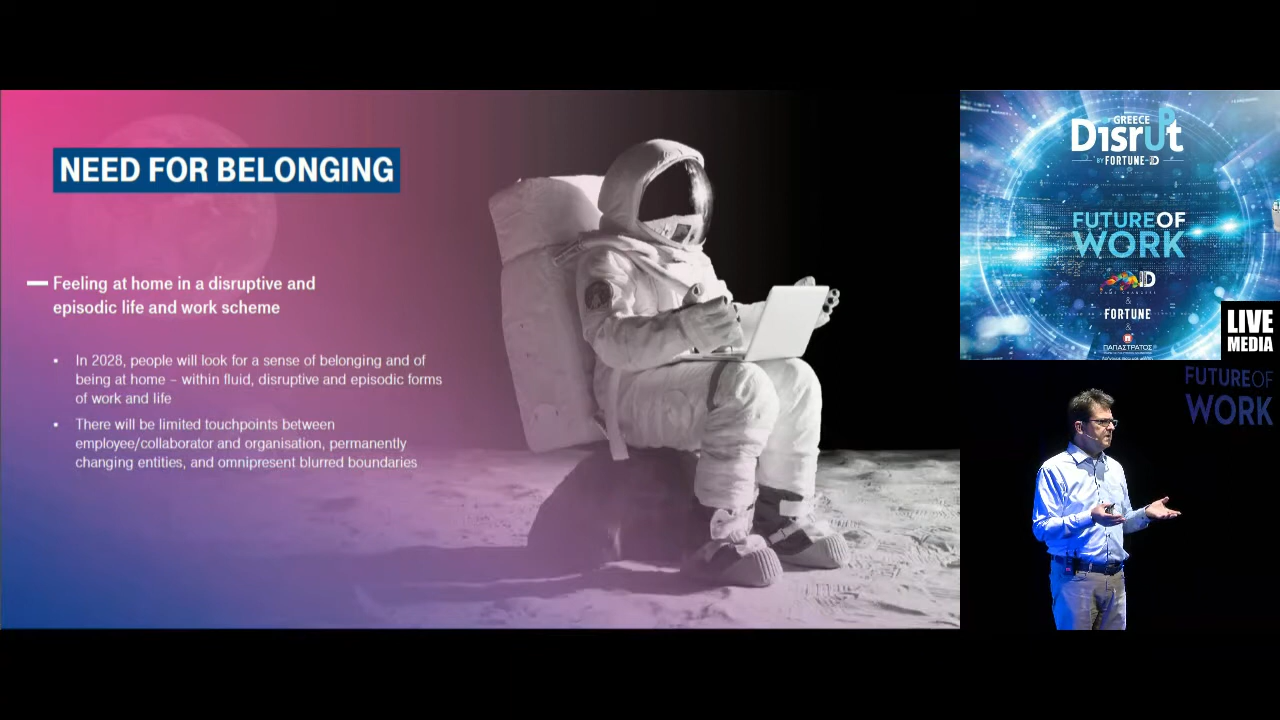 NEED FOR BELONGING
Feeling at home in a disruptive and
episodic life and work scheme
• In 2028, people will look for a sense of belonging and of
being at home – within fluid, disruptive and episodic forms
of work and life
• There will be limited touchpoints between
employee/collaborator and organisation, permanently
changing entities, and omnipresent blurred boundaries
GREECE
DisrUPt
BY FORTUNE
FUTURE OF
WORK
&
FORTUNE
&
ΠΑΠΑΣΤΡΑΤΟΣ
LIVE
MEDIA
FUTURE OF
WORK